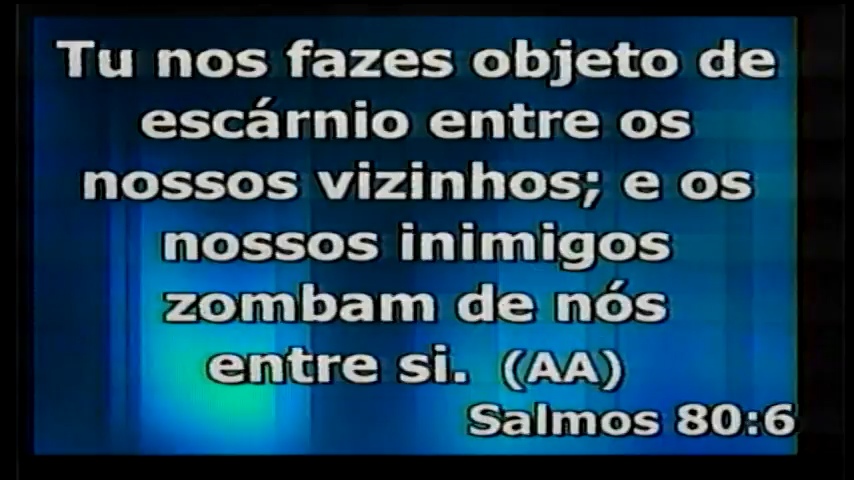 Tu nos fazes objeto de
escárnio entre os
nossos vizinhos; e os
nossos inimigos
zombam de nós
entre si. (AA)
Salmos 80:6